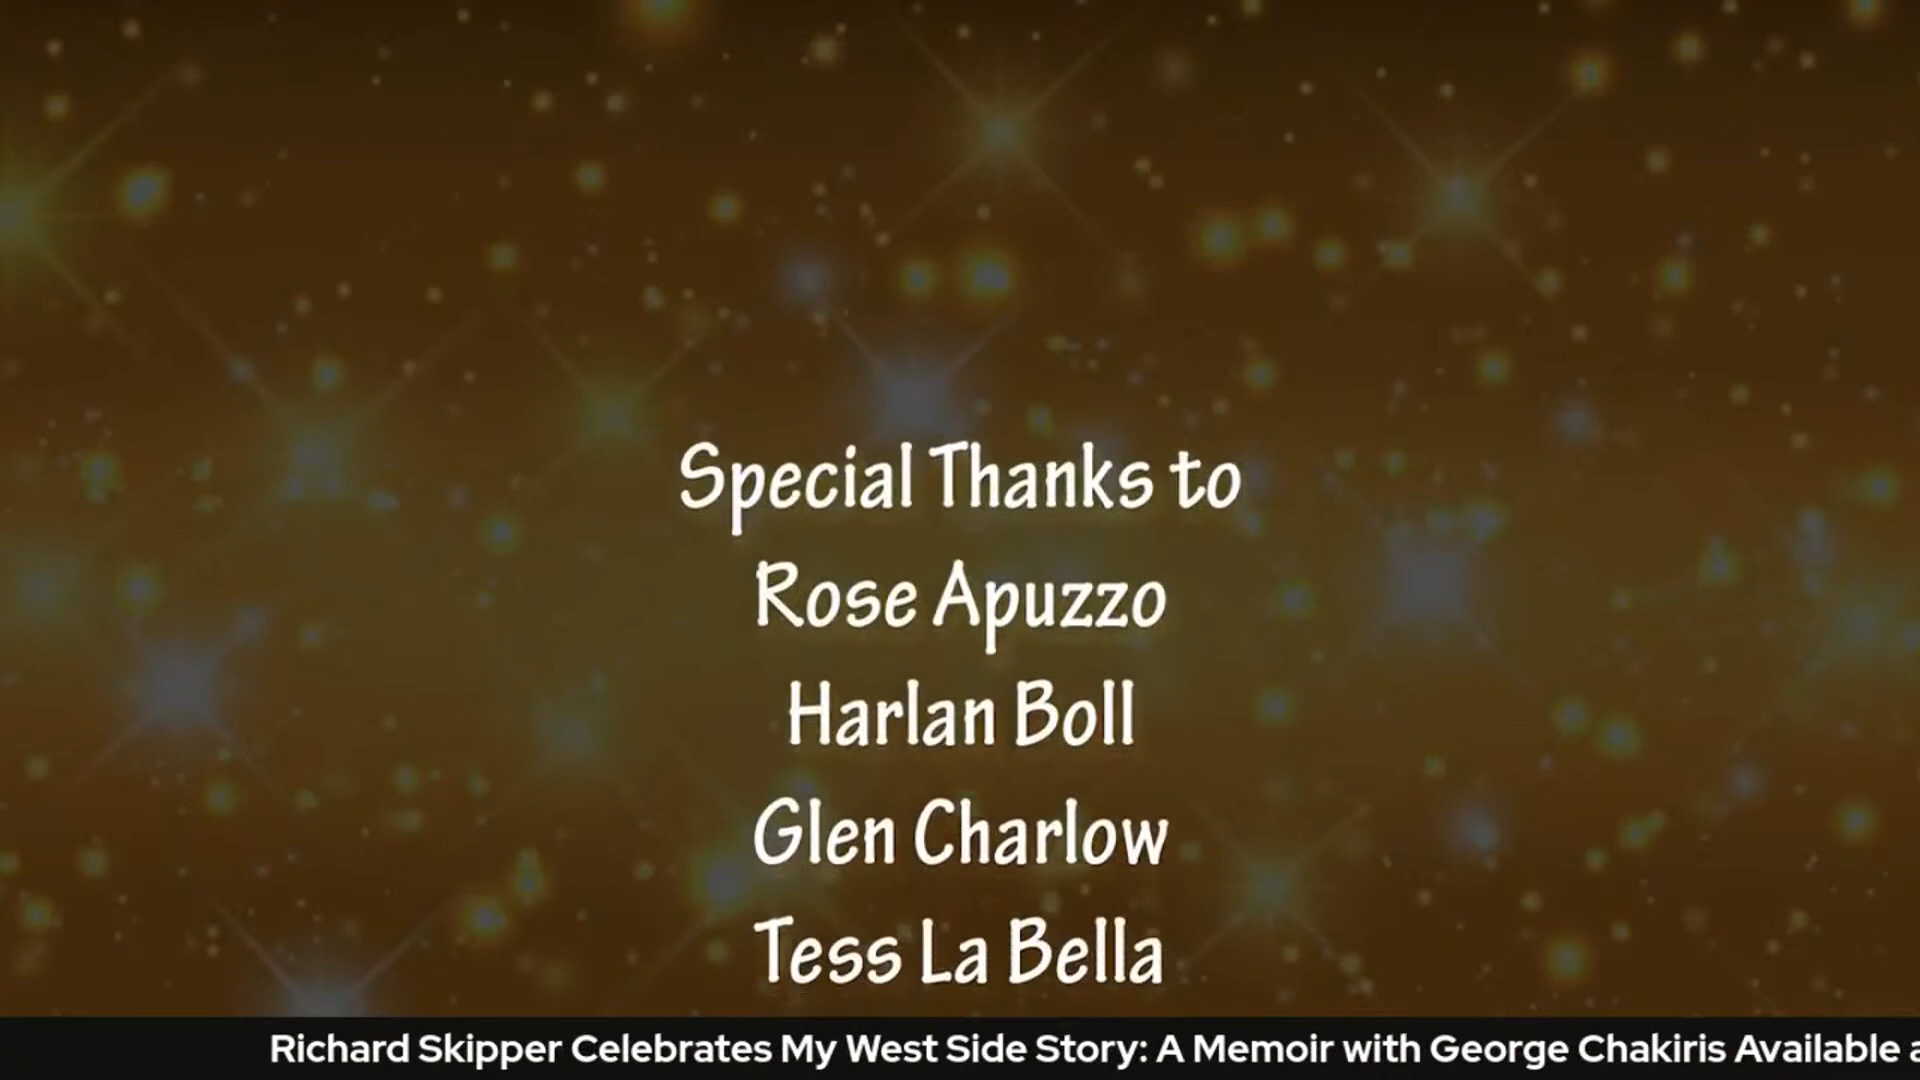 Special Thanks to
Rose Apuzzo
Harlan Boll
Glen Charlow
Tess La Bella
Richard Skipper Celebrates My West Side Story: A Memoir with George Chakiris Available